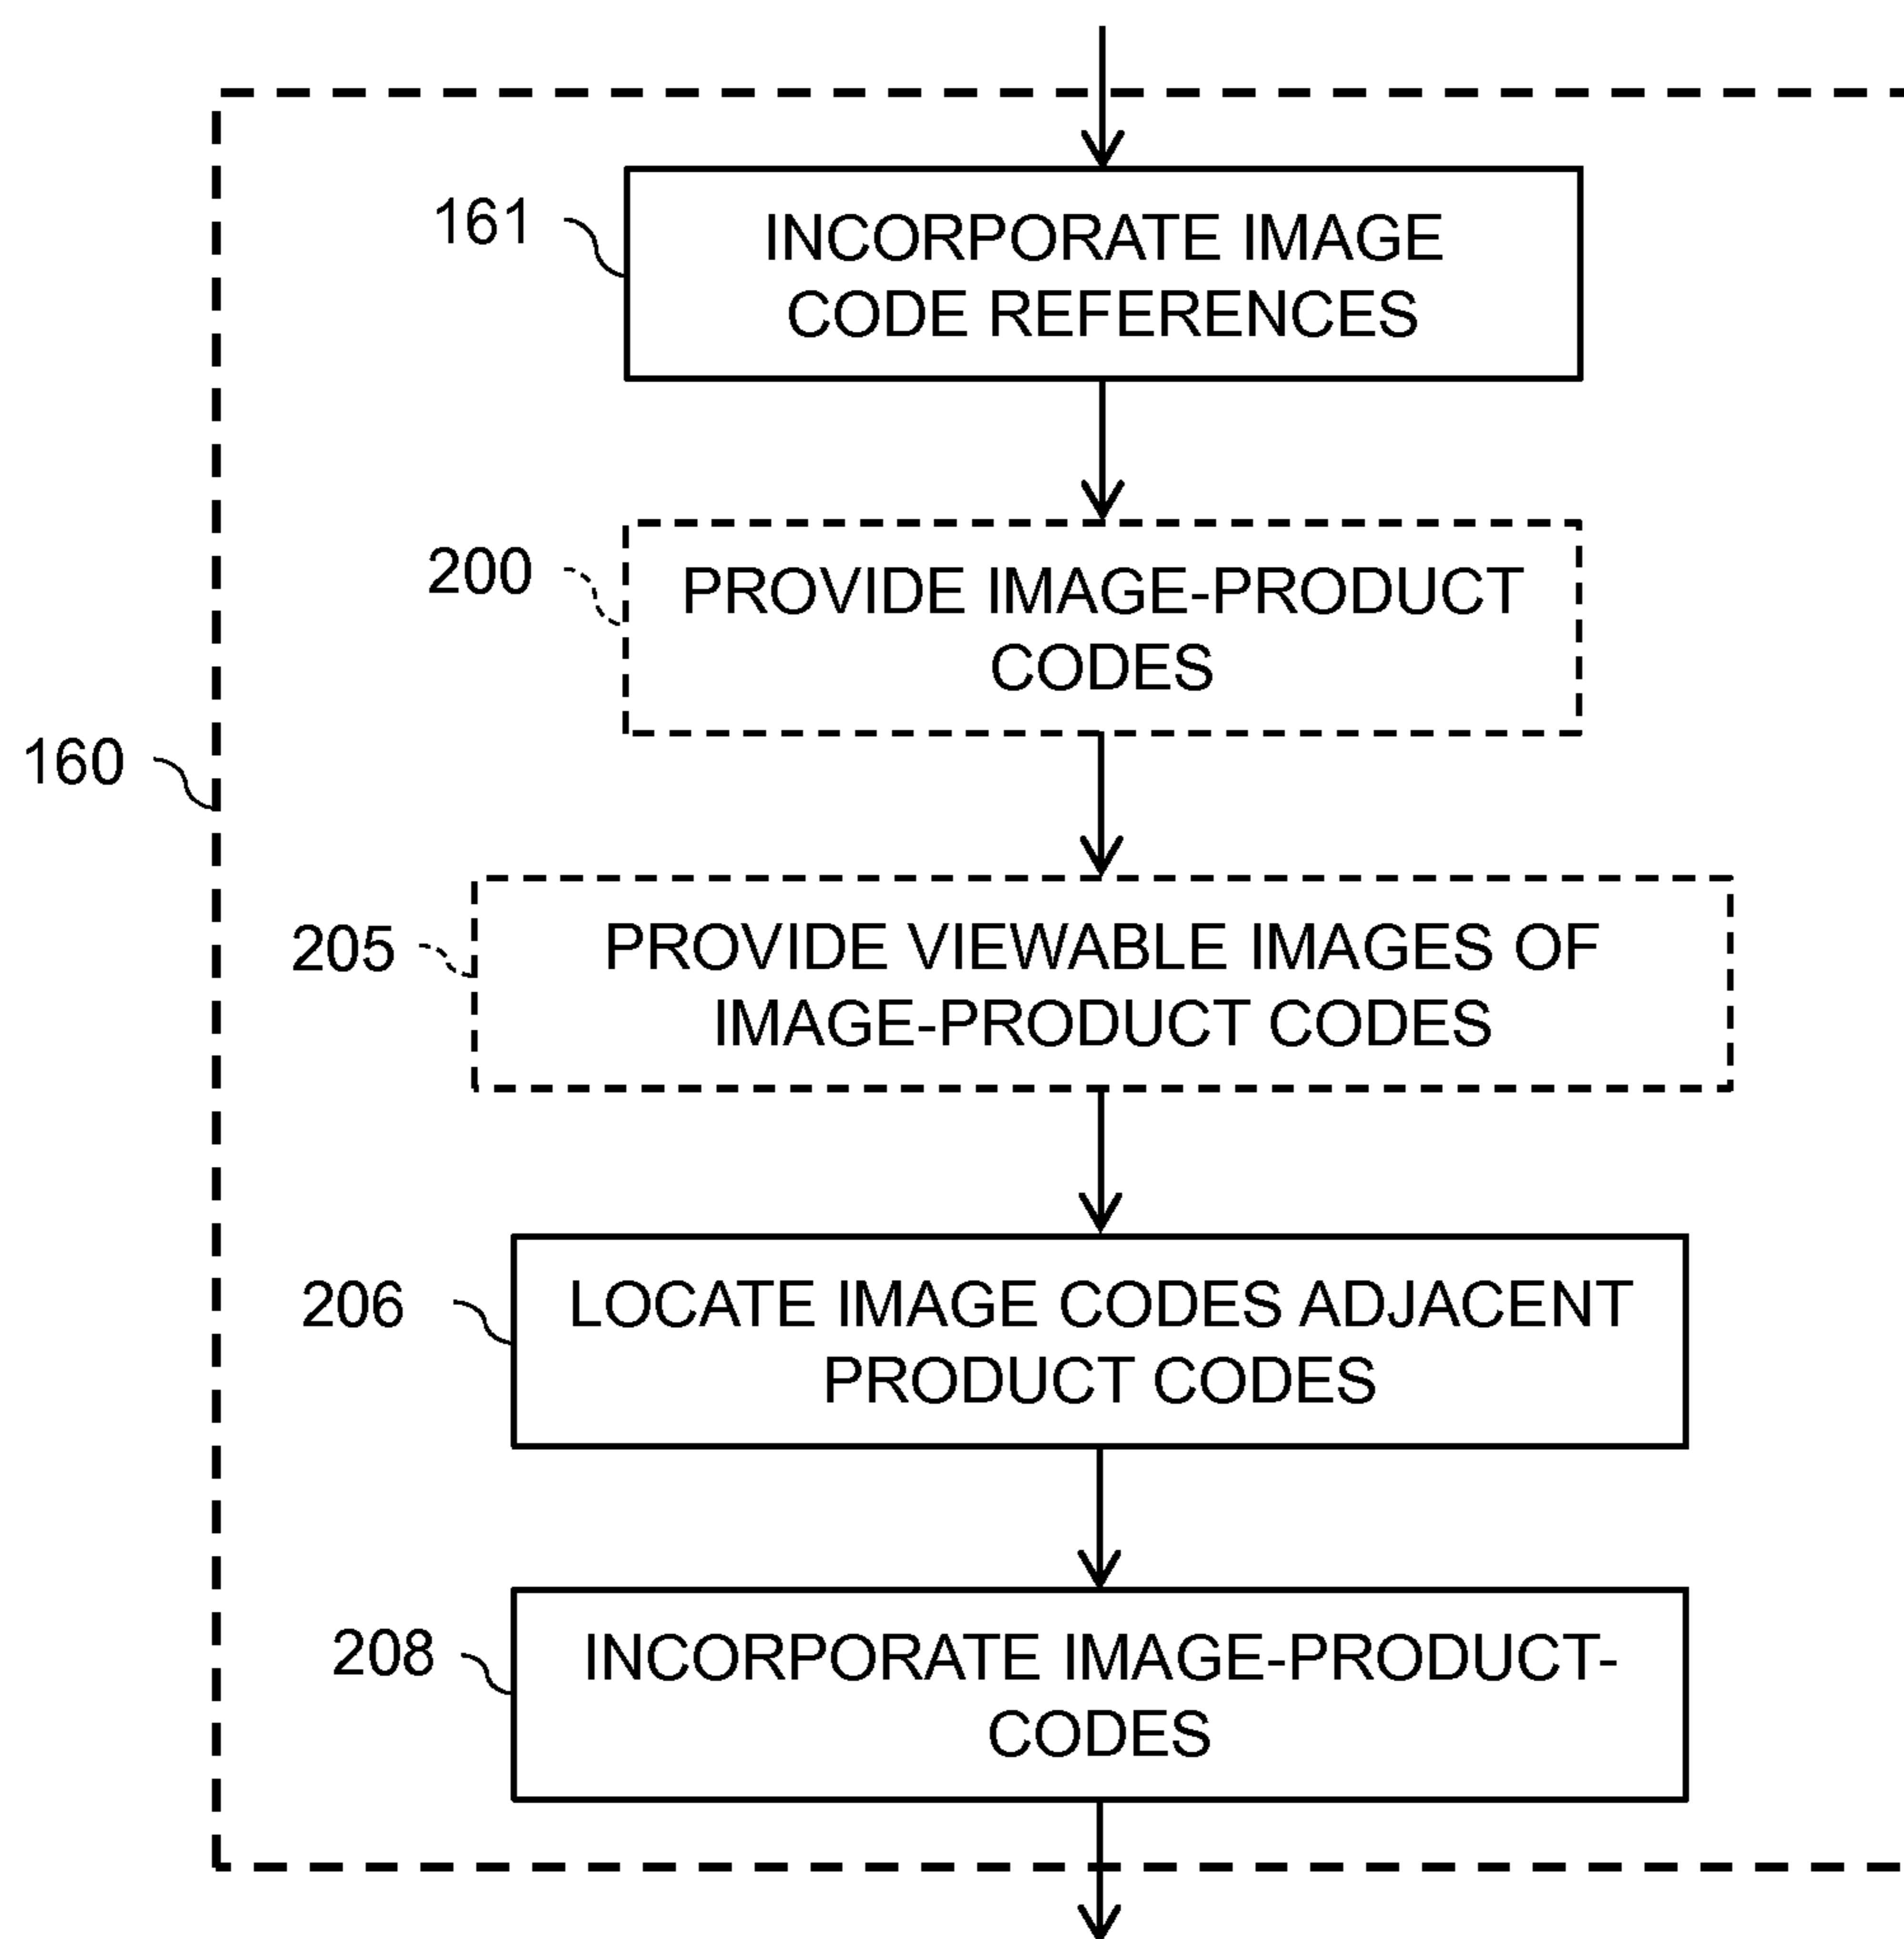 161
INCORPORATE IMAGE
CODE REFERENCES
200
PROVIDE IMAGE-PRODUCT
CODES
160
205
PROVIDE VIEWABLE IMAGES OF
IMAGE-PRODUCT CODES
206
LOCATE IMAGE CODES ADJACENT
PRODUCT CODES
208
INCORPORATE IMAGE-PRODUCT-
CODES